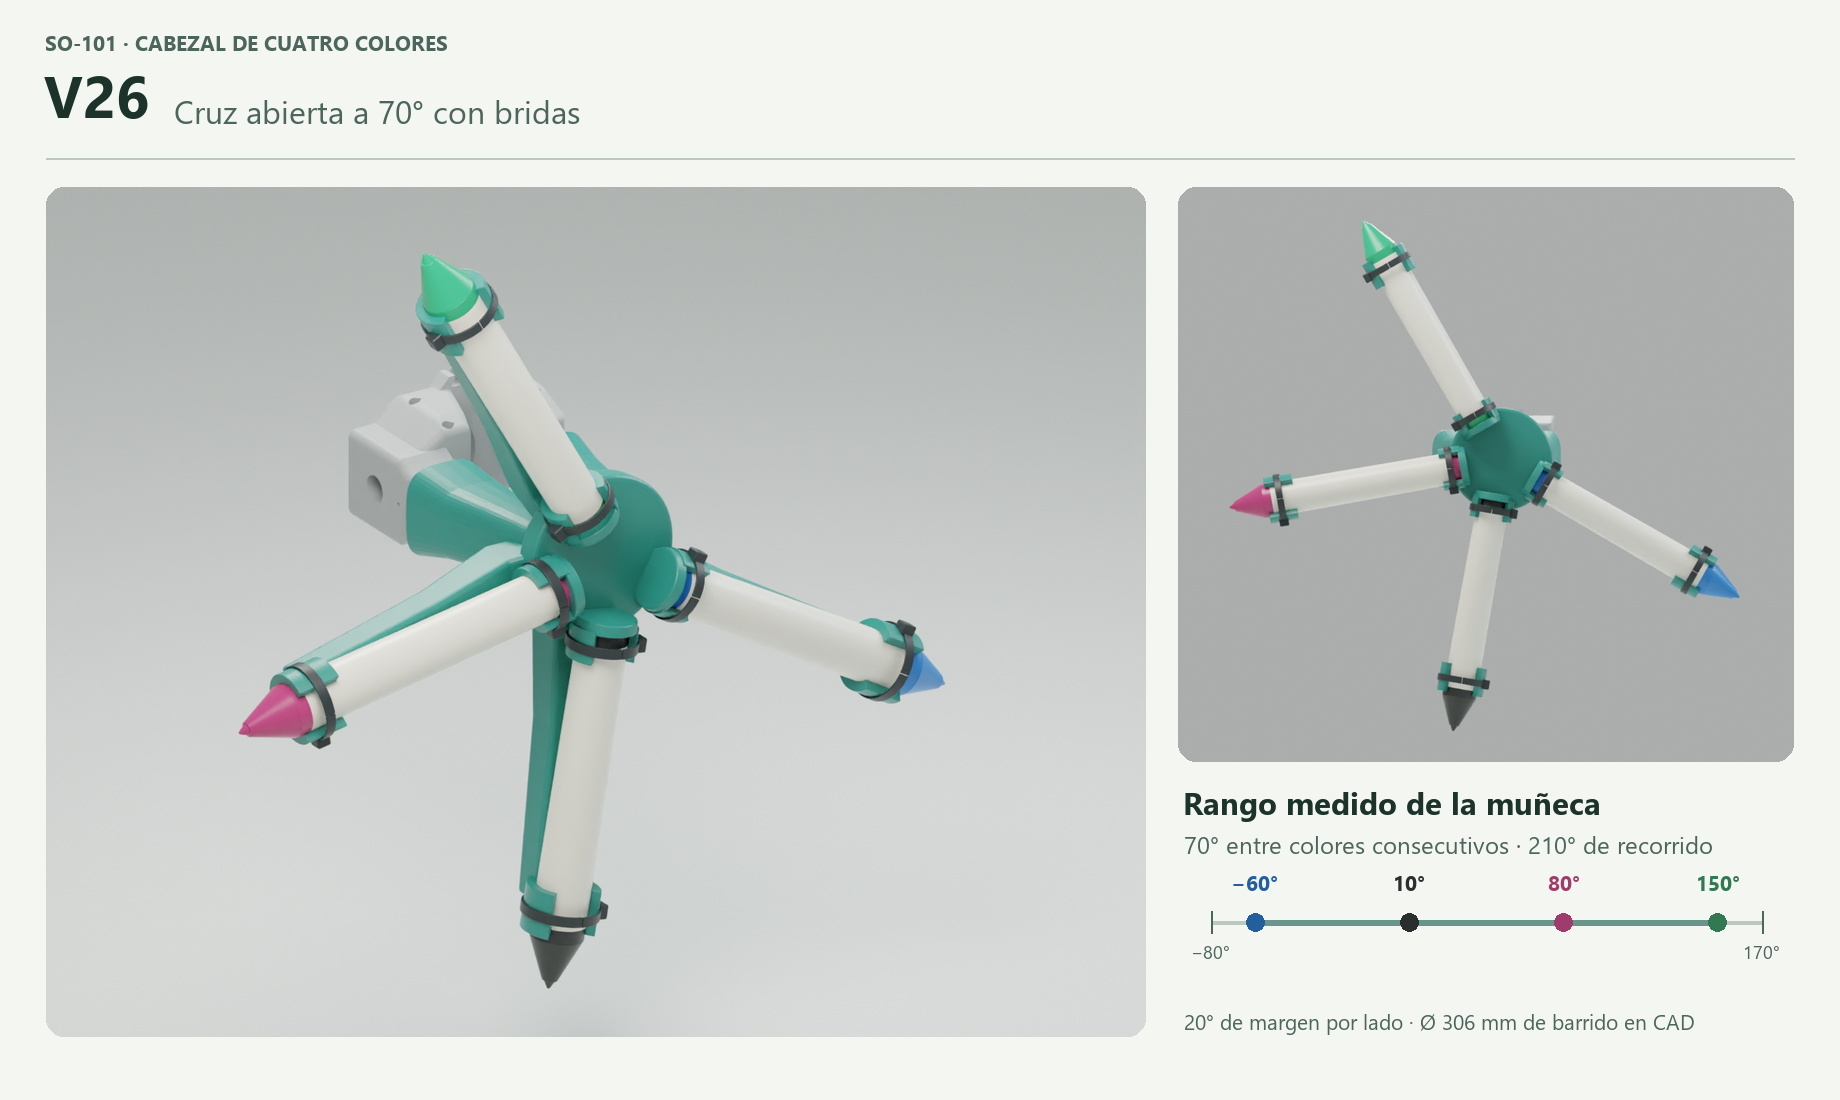 SO-101 · CABEZAL DE CUATRO COLORES
V26 Cruz abierta a 70° con bridas
Rango medido de la muñeca
70° entre colores consecutivos · 210° de recorrido
−60° 10° 80° 150°
−80° 170°
20° de margen por lado · Ø 306 mm de barrido en CAD